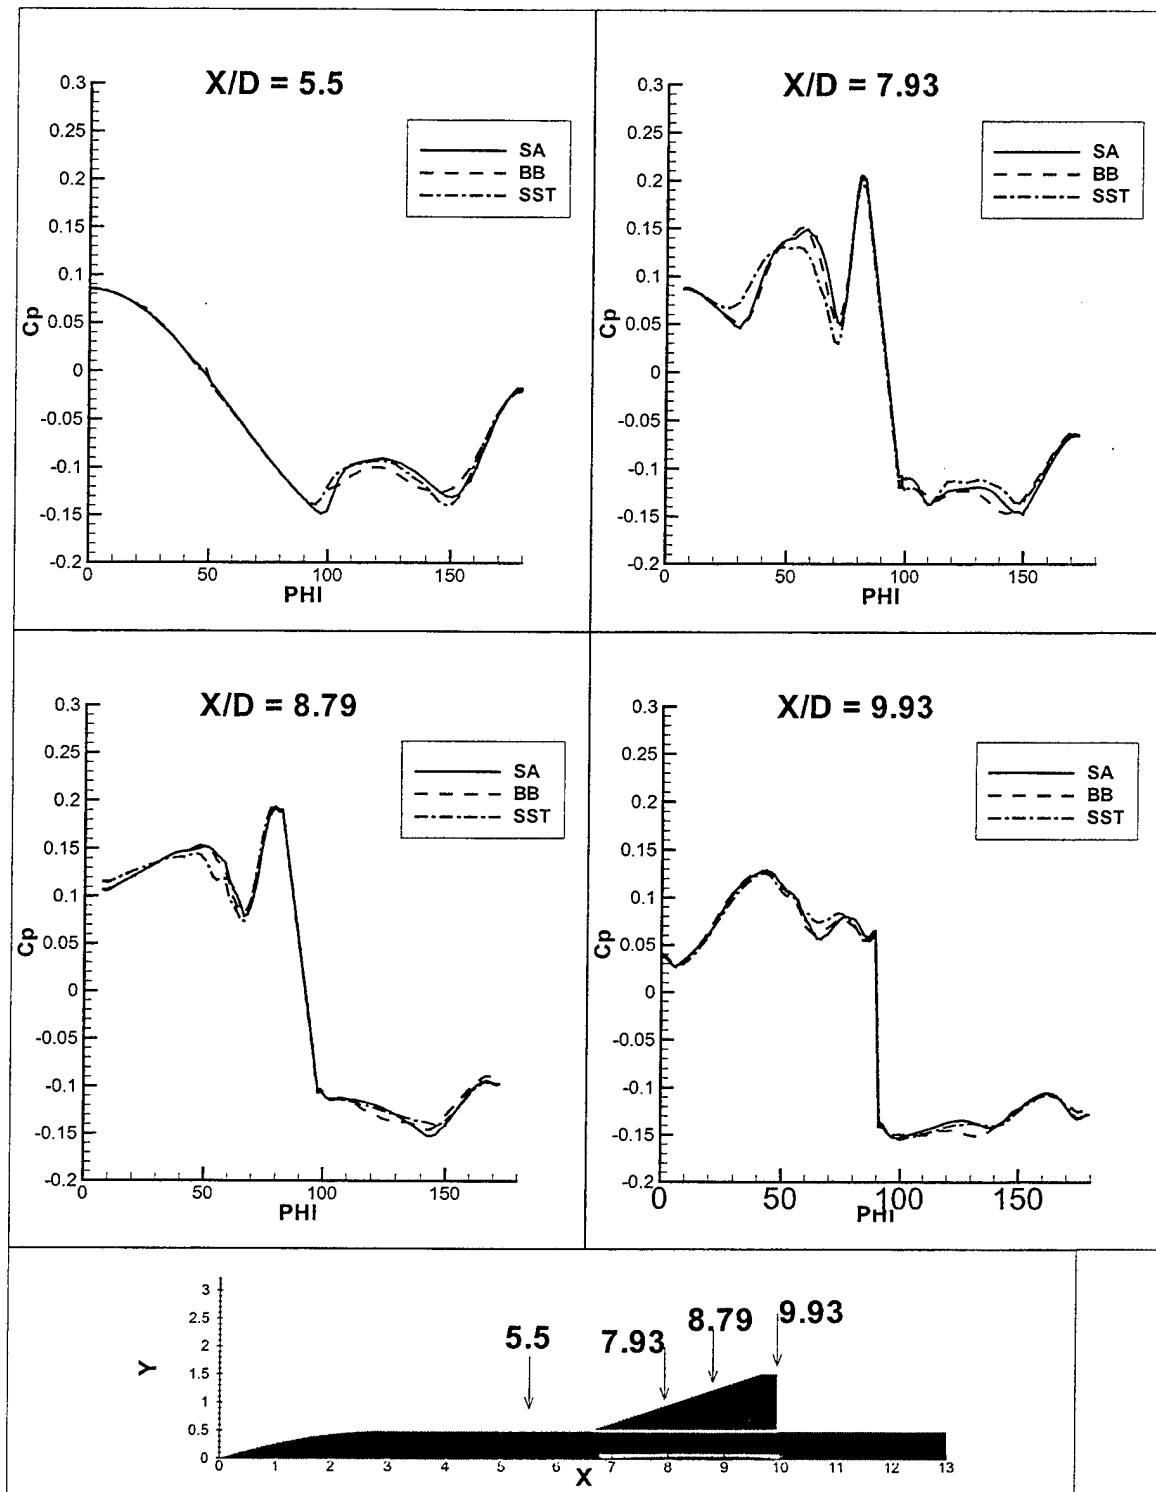 X/D = 5.5
0.3
0.25
0.2
0.15
0.1
0.05
0
-0.05
-0.1
-0.15
-0.2
Cp
SA
BB
SST
0 50 100 150
PHI
X/D = 7.93
0.3
0.25
0.2
0.15
0.1
0.05
0
-0.05
-0.1
-0.15
-0.2
Cp
SA
BB
SST
0 50 100 150
PHI
X/D = 8.79
0.3
0.25
0.2
0.15
0.1
0.05
0
-0.05
-0.1
-0.15
-0.2
Cp
SA
BB
SST
0 50 100 150
PHI
X/D = 9.93
0.3
0.25
0.2
0.15
0.1
0.05
0
-0.05
-0.1
-0.15
-0.2
Cp
SA
BB
SST
0 50 100 150
PHI
5.5 7.93 8.79 9.93
3
2.5
2
1.5
1
0.5
0
Y
0 1 2 3 4 5 6 7 8 9 10 11 12 13
X